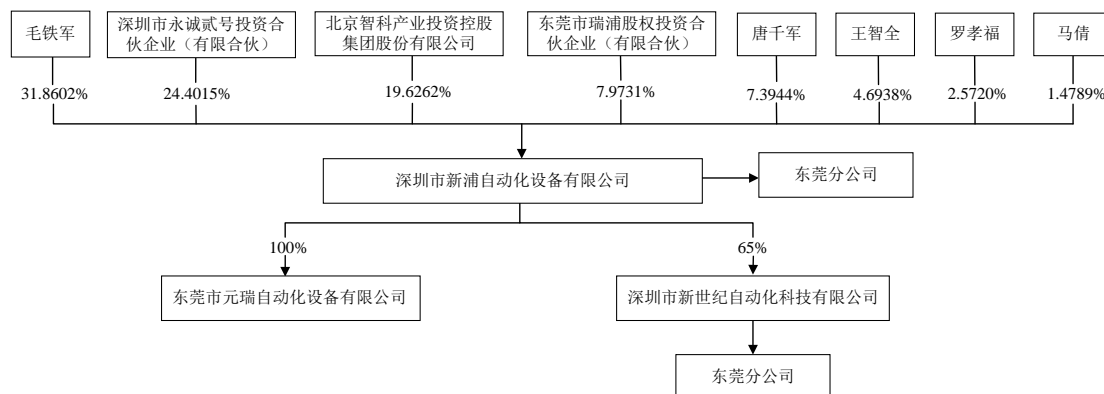 毛铁军
深圳市永诚贰号投资合
伙企业（有限合伙）
北京智科产业投资控股
集团股份有限公司
东莞市瑞浦股权投资合
伙企业（有限合伙）
唐千军
王智全
罗孝福
马倩
31.8602%
24.4015%
19.6262%
7.9731%
7.3944%
4.6938%
2.5720%
1.4789%
深圳市新浦自动化设备有限公司
东莞分公司
100%
65%
东莞市元瑞自动化设备有限公司
深圳市新世纪自动化科技有限公司
东莞分公司